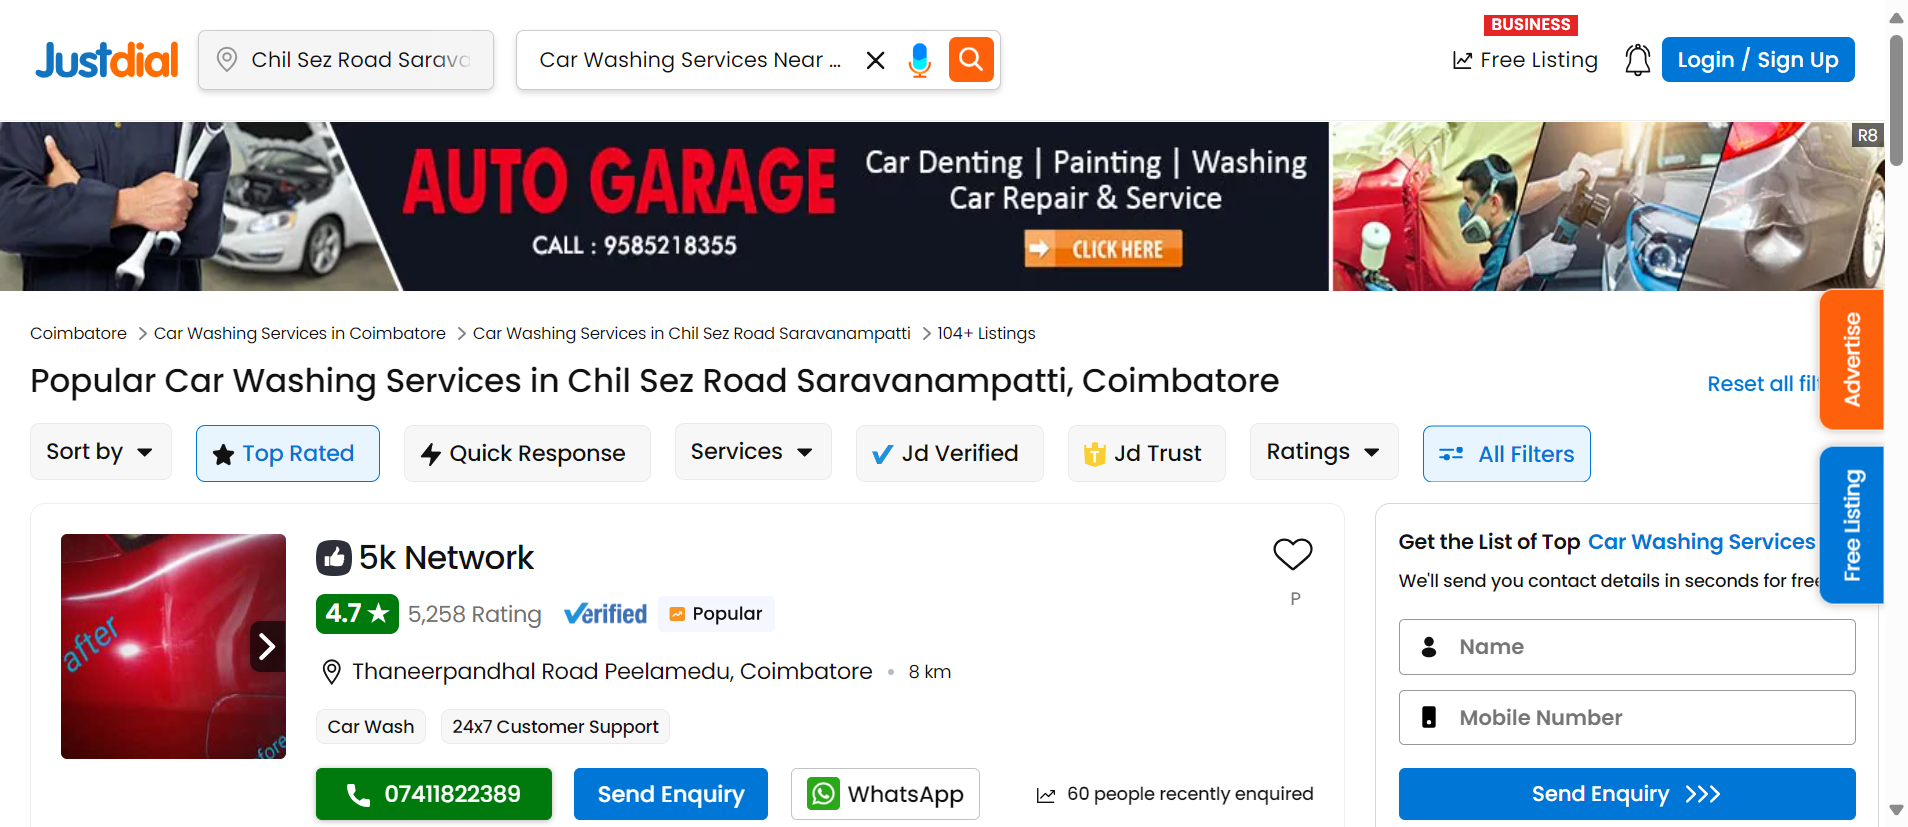 BUSINESS
Justdial
Chil Sez Road Sarava
Car Washing Services Near ...
Free Listing
Login / Sign Up
R8
AUTO GARAGE
CALL : 9585218355
Car Denting | Painting | Washing
Car Repair & Service
CLICK HERE
Advertise
Free Listing
Coimbatore > Car Washing Services in Coimbatore > Car Washing Services in Chil Sez Road Saravanampatti > 104+ Listings
Popular Car Washing Services in Chil Sez Road Saravanampatti, Coimbatore
Reset all fil
Sort by
Top Rated
Quick Response
Services
Jd Verified
T
Jd Trust
Ratings
All Filters
after
fore
5k Network
4.7 ★ 5,258 Rating Verified Popular
P
Thaneerpandhal Road Peelamedu, Coimbatore • 8 km
Car Wash
24x7 Customer Support
07411822389
Send Enquiry
WhatsApp
60 people recently enquired
Get the List of Top Car Washing Services
We'll send you contact details in seconds for free
Name
Mobile Number
Send Enquiry >>>